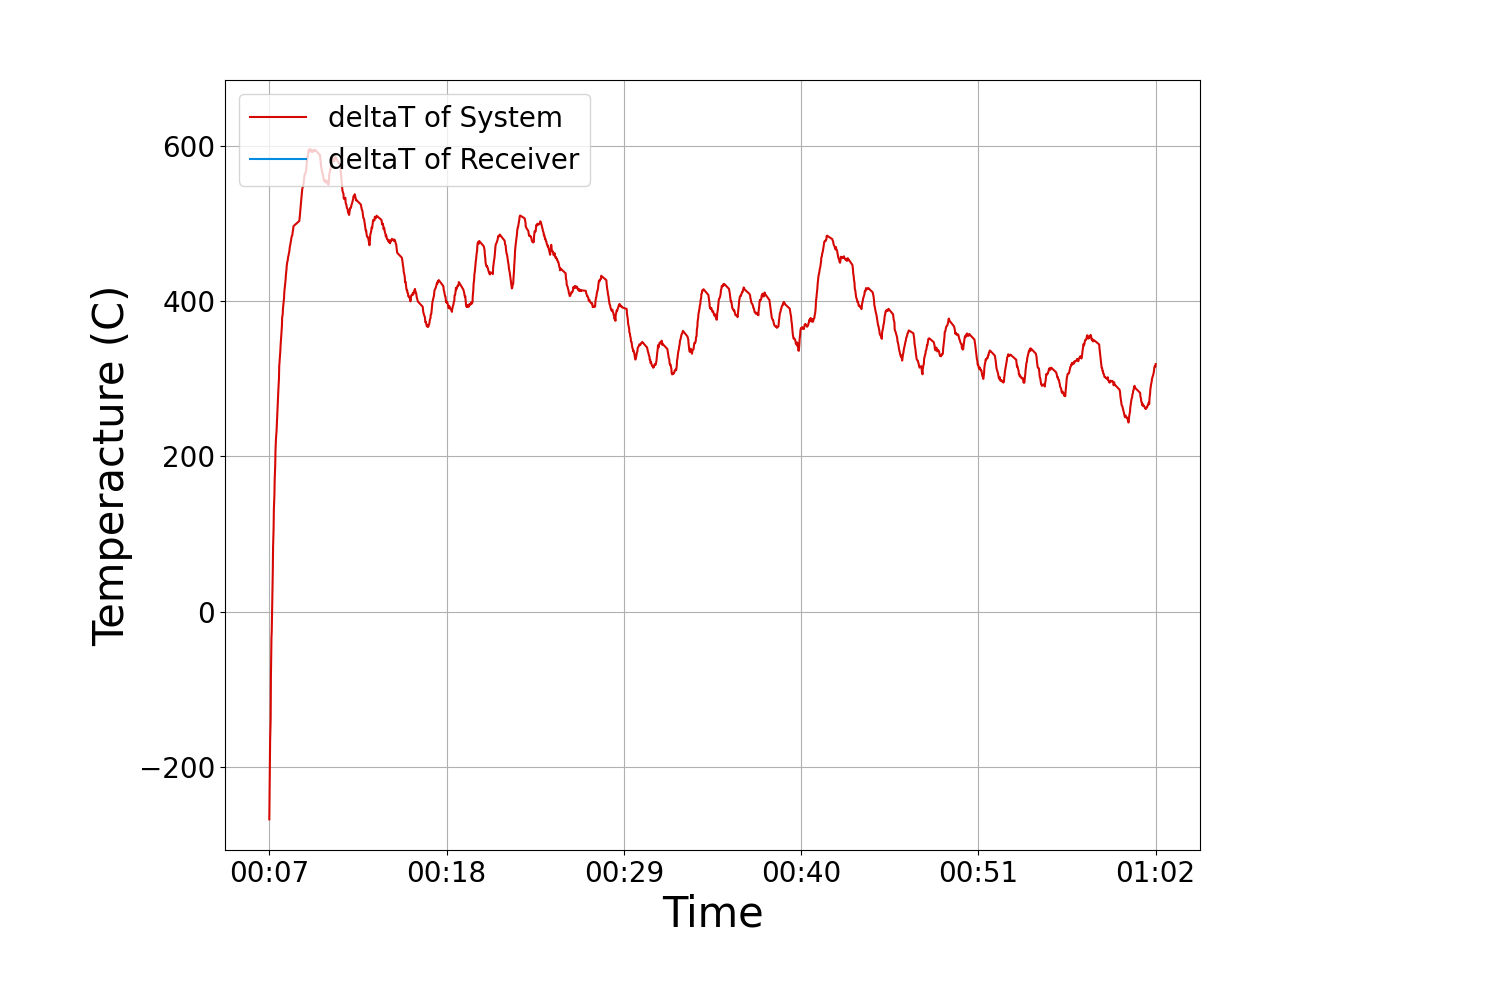 deltaT of System
deltaT of Receiver
600
400
200
0
−200
Temperacture (C)
00:07 00:18 00:29 00:40 00:51 01:02
Time